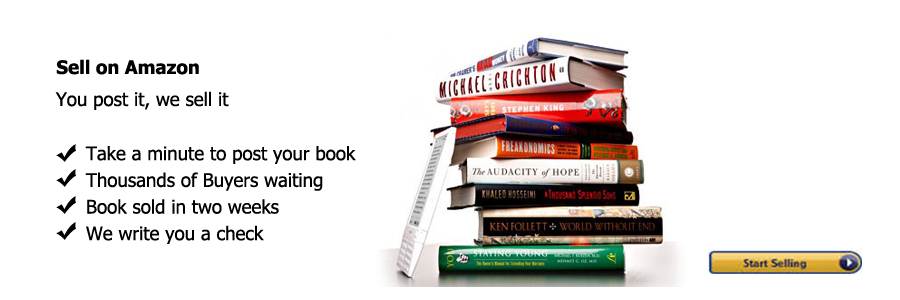 Sell on Amazon
You post it, we sell it
Take a minute to post your book
Thousands of Buyers waiting
Book sold in two weeks
We write you a check
MICHAEL CRICHTON
STEPHEN KING
FREAKONOMICS
The AUDACITY of HOPE
KHALED HOSSEINI A THOUSAND SPLENDID SUNS
KEN FOLLETT WORLD WITHOUT END
YOU STAYING YOUNG
Start Selling